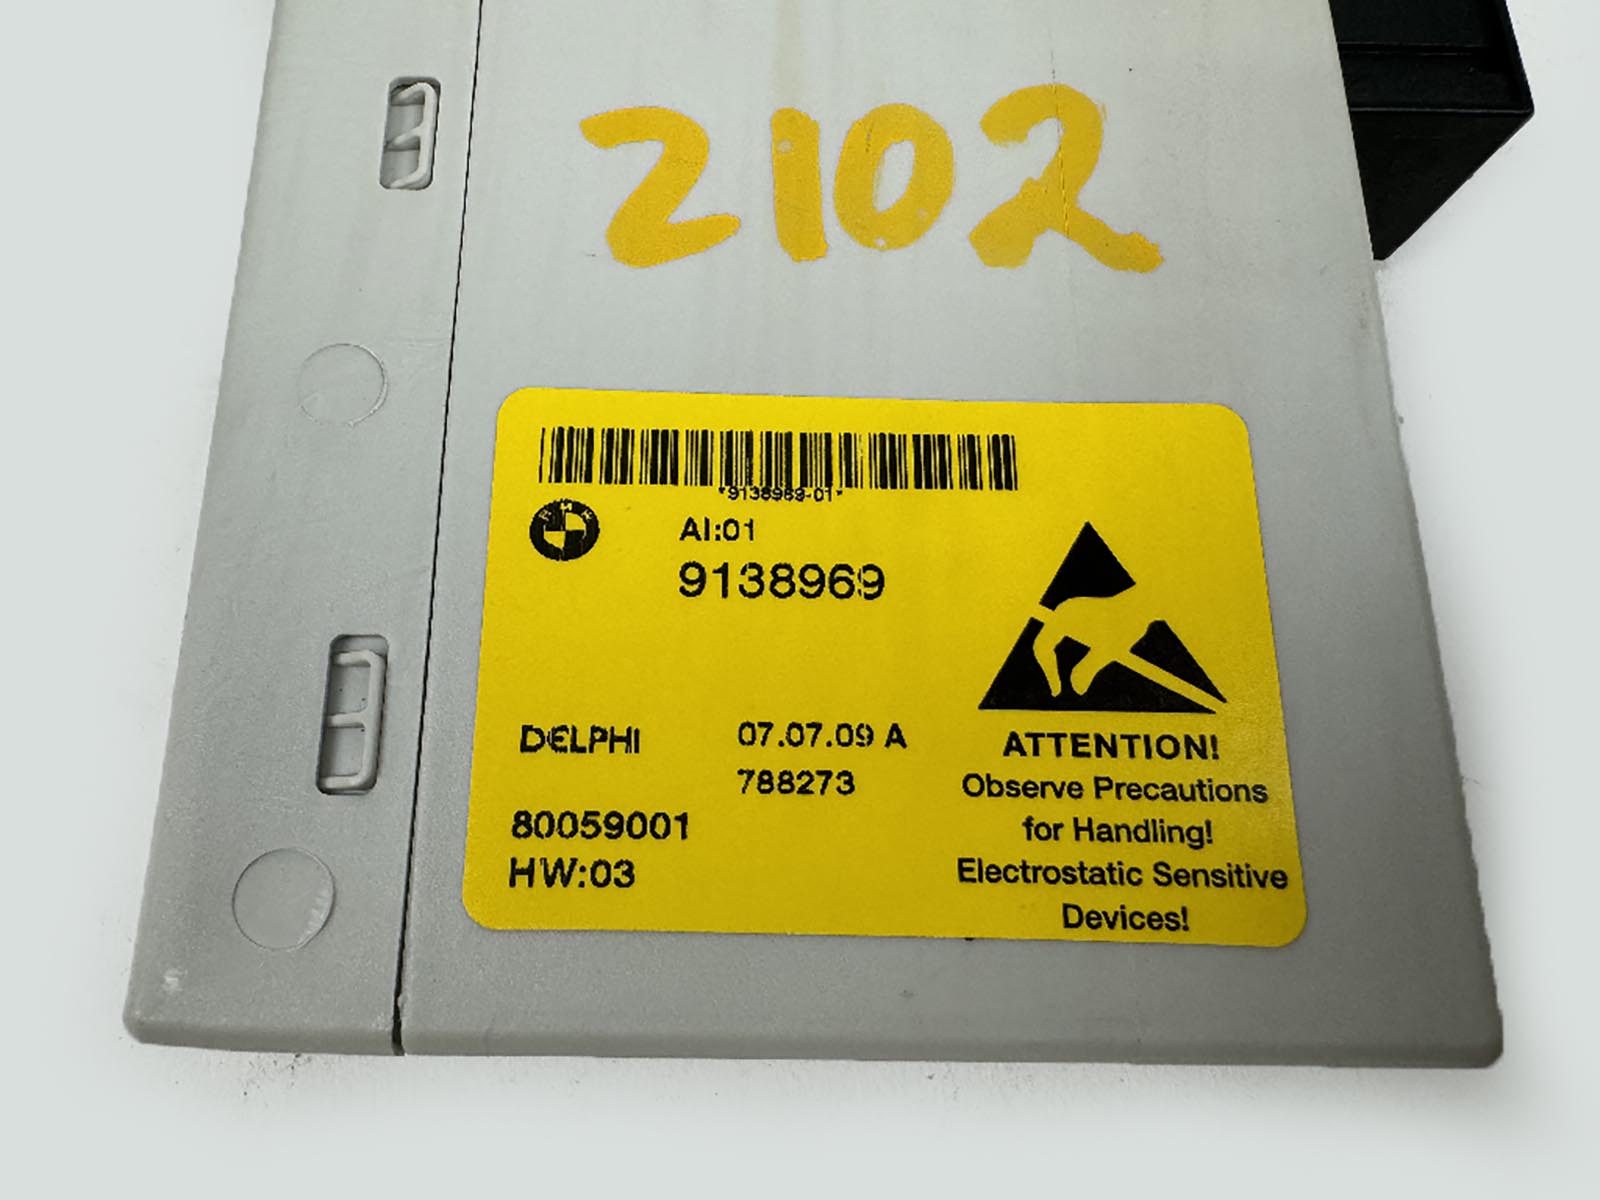 2102
*9138969-01*
BMW
AI:01
9138969
DELPHI 07.07.09 A
788273
80059001
HW:03
ATTENTION!
Observe Precautions
for Handling!
Electrostatic Sensitive
Devices!